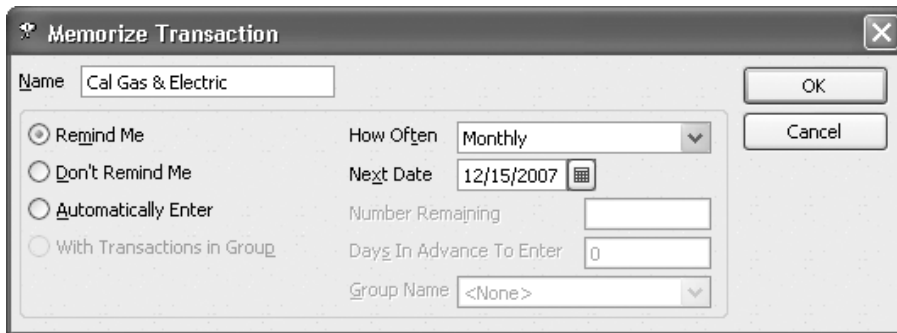 Memorize Transaction
Name Cal Gas & Electric
OK
Cancel
Remind Me
Don't Remind Me
Automatically Enter
With Transactions in Group
How Often Monthly
Next Date 12/15/2007
Number Remaining
Days In Advance To Enter 0
Group Name <None>